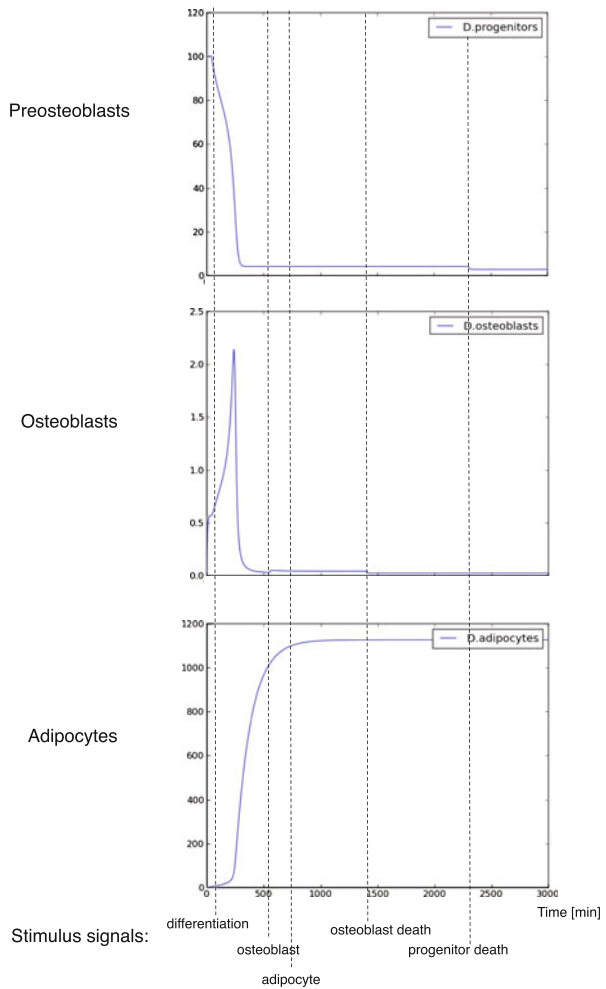 120
D.progenitors
100
Preosteoblasts
80
60
40
20
0
2.5
D.osteoblasts
2.0
Osteoblasts
1.5
1.0
0.5
0.0
1200
D.adipocytes
1000
Adipocytes
800
600
400
200
0
0 500 1000 1500 2000 2500 3000
Time [min]
differentiation
osteoblast death
Stimulus signals:
osteoblast
progenitor death
adipocyte